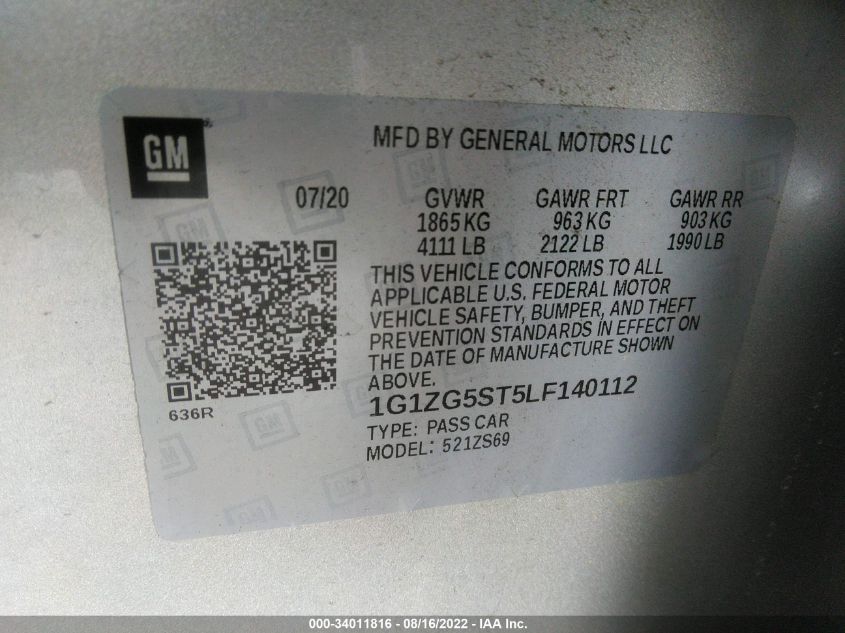 GM
MFD BY GENERAL MOTORS LLC
07/20 GVWR GAWR FRT GAWR RR
1865 KG 963 KG 903 KG
4111 LB 2122 LB 1990 LB
THIS VEHICLE CONFORMS TO ALL
APPLICABLE U.S. FEDERAL MOTOR
VEHICLE SAFETY, BUMPER, AND THEFT
PREVENTION STANDARDS IN EFFECT ON
THE DATE OF MANUFACTURE SHOWN
ABOVE.
636R
1G1ZG5ST5LF140112
TYPE: PASS CAR
MODEL: 521ZS69
000-34011816 - 08/16/2022 - IAA Inc.